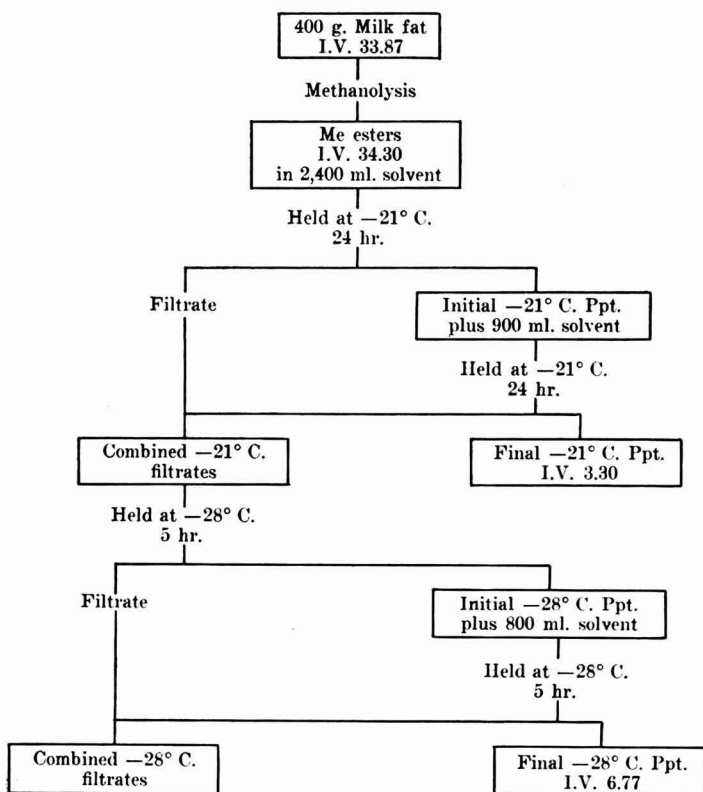 400 g. Milk fat
I.V. 33.87
Methanolysis
Me esters
I.V. 34.30
in 2,400 ml. solvent
Held at —21° C.
24 hr.
Filtrate
Initial —21° C. Ppt.
plus 900 ml. solvent
Held at —21° C.
24 hr.
Combined —21° C.
filtrates
Final —21° C. Ppt.
I.V. 3.30
Held at —28° C.
5 hr.
Filtrate
Initial —28° C. Ppt.
plus 800 ml. solvent
Held at —28° C.
5 hr.
Combined —28° C.
filtrates
Final —28° C. Ppt.
I.V. 6.77